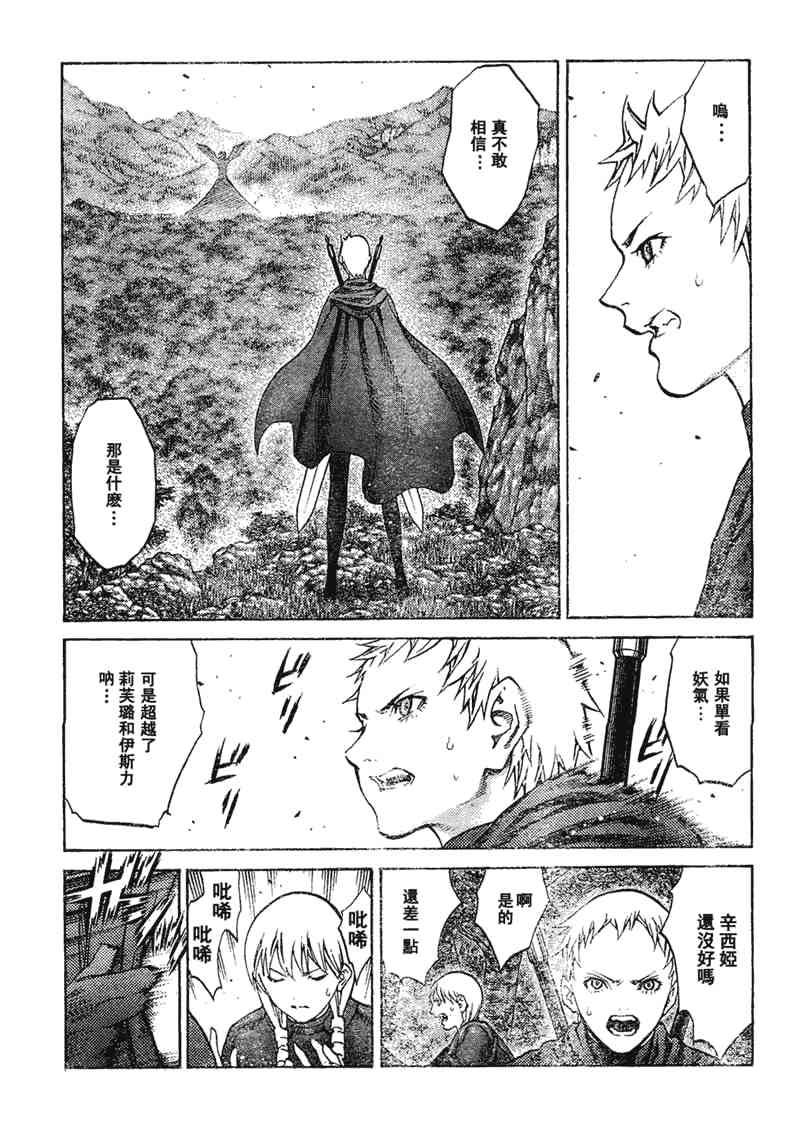 嗚…
真不敢
相信…
那是什麼…
如果單看
妖氣…
可是超越了
莉芙璐和伊斯力
吶…
辛西婭
還沒好嗎
啊
是的
還差一點
吡唏
吡唏
吡唏